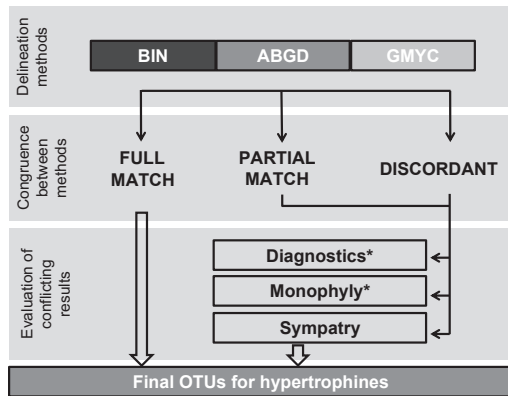 Delineation
methods
BIN ABGD GMYC
Congruence
between
methods
FULL
MATCH
PARTIAL
MATCH
DISCORDANT
Evaluation of
conflicting
results
Diagnostics*
Monophyly*
Sympatry
Final OTUs for hypertrophines